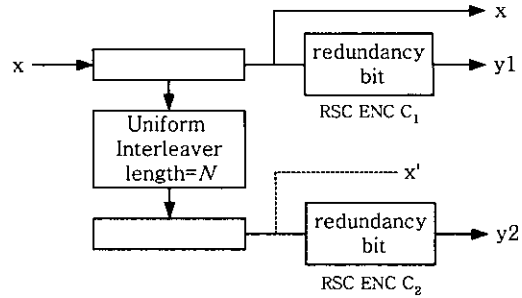 x
redundancy
bit
x
y1
RSC ENC C₁
Uniform
Interleaver
length=N
x'
redundancy
bit
y2
RSC ENC C₂